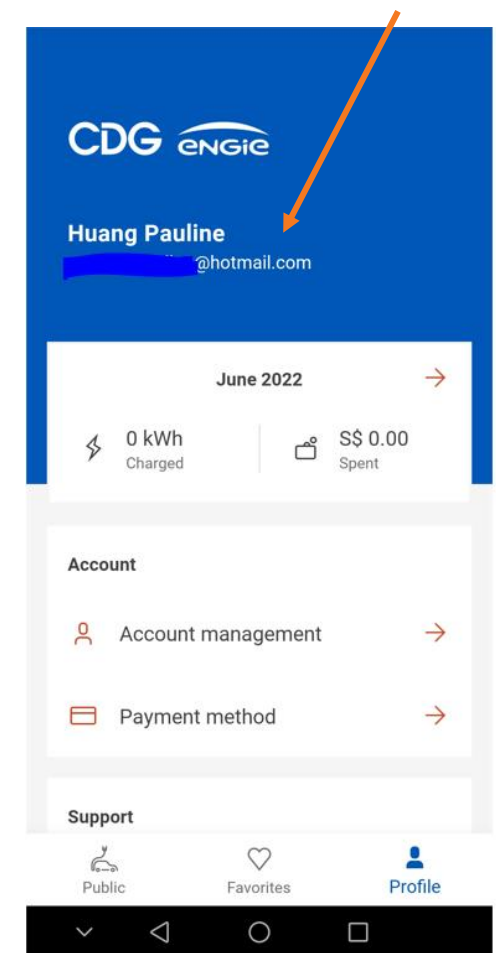 CDG ENGIE
Huang Pauline
@hotmail.com
June 2022
0 kWh
Charged
S$ 0.00
Spent
Account
Account management
Payment method
Support
Public
Favorites
Profile